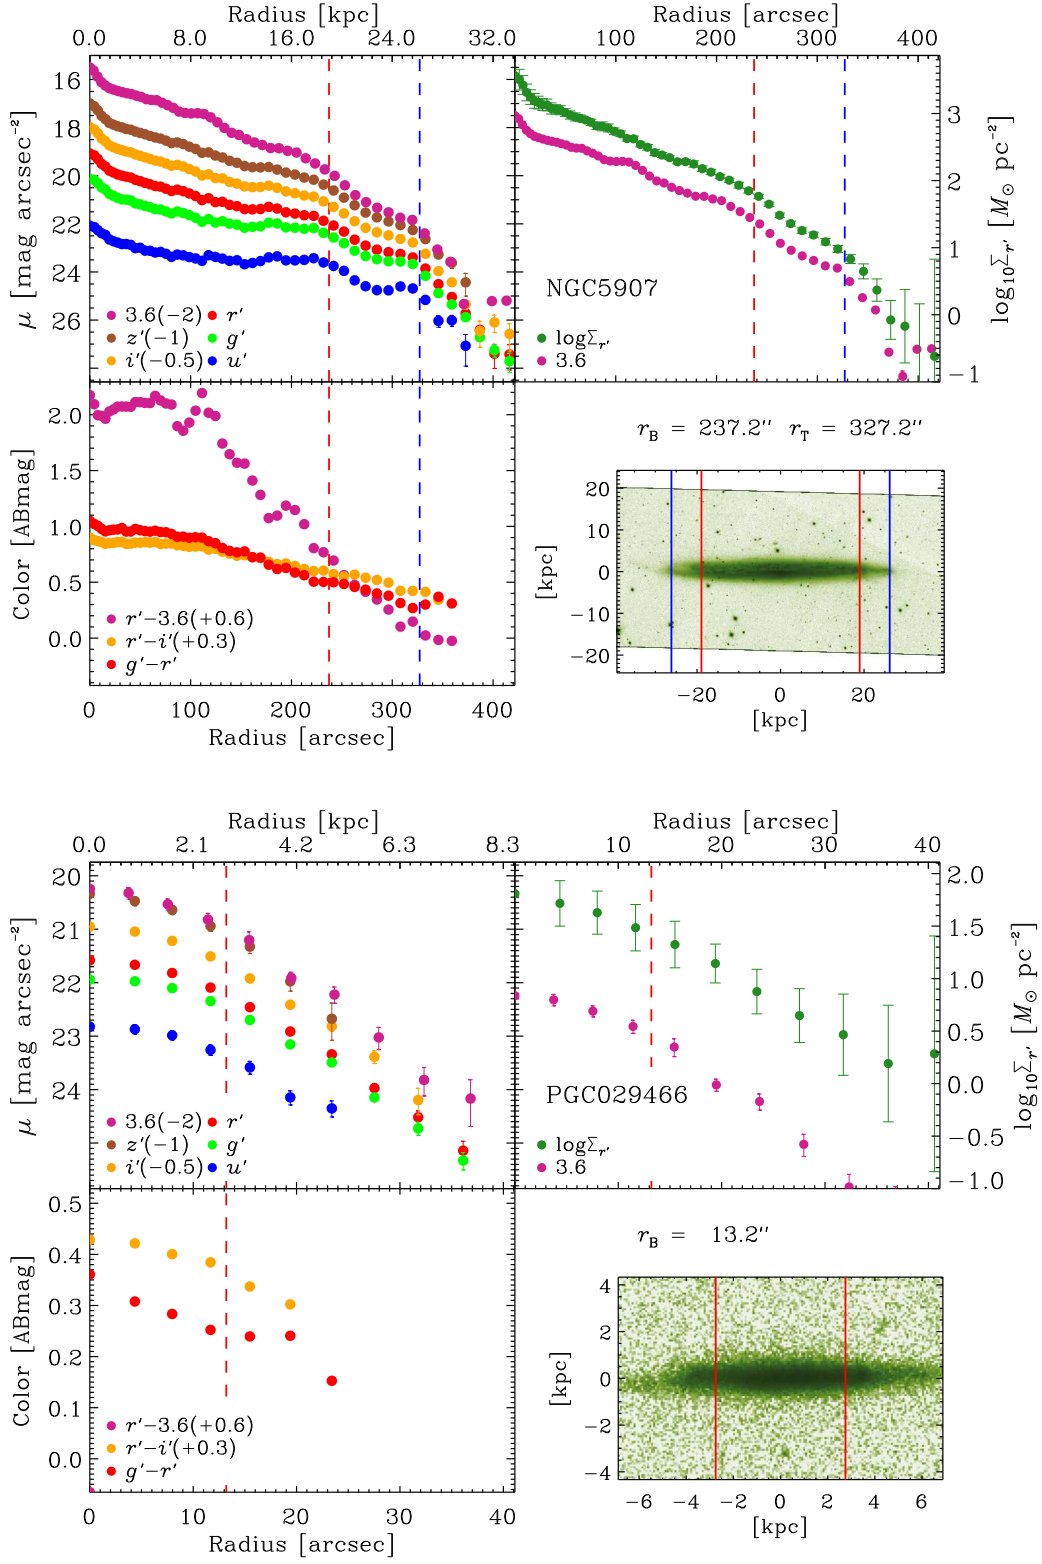 Radius [kpc]
0.0 8.0 16.0 24.0 32.0
Radius [arcsec]
100 200 300 400
16
18
20
22
24
26
μ [mag arcsec⁻²]
3.6(−2) r′
z′(−1) g′
i′(−0.5) u′
NGC5907
logΣr′
3.6
3
2
1
0
−1
log₁₀Σr′ [M⊙ pc⁻²]
2.0
1.5
1.0
0.5
0.0
Color [ABmag]
r′−3.6(+0.6)
r′−i′(+0.3)
g′−r′
0 100 200 300 400
Radius [arcsec]
rB = 237.2″ rT = 327.2″
20
10
0
−10
−20
[kpc]
−20 0 20
[kpc]
Radius [kpc]
0.0 2.1 4.2 6.3 8.3
Radius [arcsec]
10 20 30 40
20
21
22
23
24
μ [mag arcsec⁻²]
3.6(−2) r′
z′(−1) g′
i′(−0.5) u′
PGC029466
logΣr′
3.6
2.0
1.5
1.0
0.5
0.0
−0.5
−1.0
log₁₀Σr′ [M⊙ pc⁻²]
0.5
0.4
0.3
0.2
0.1
0.0
Color [ABmag]
r′−3.6(+0.6)
r′−i′(+0.3)
g′−r′
0 10 20 30 40
Radius [arcsec]
rB = 13.2″
4
2
0
−2
−4
[kpc]
−6 −4 −2 0 2 4 6
[kpc]